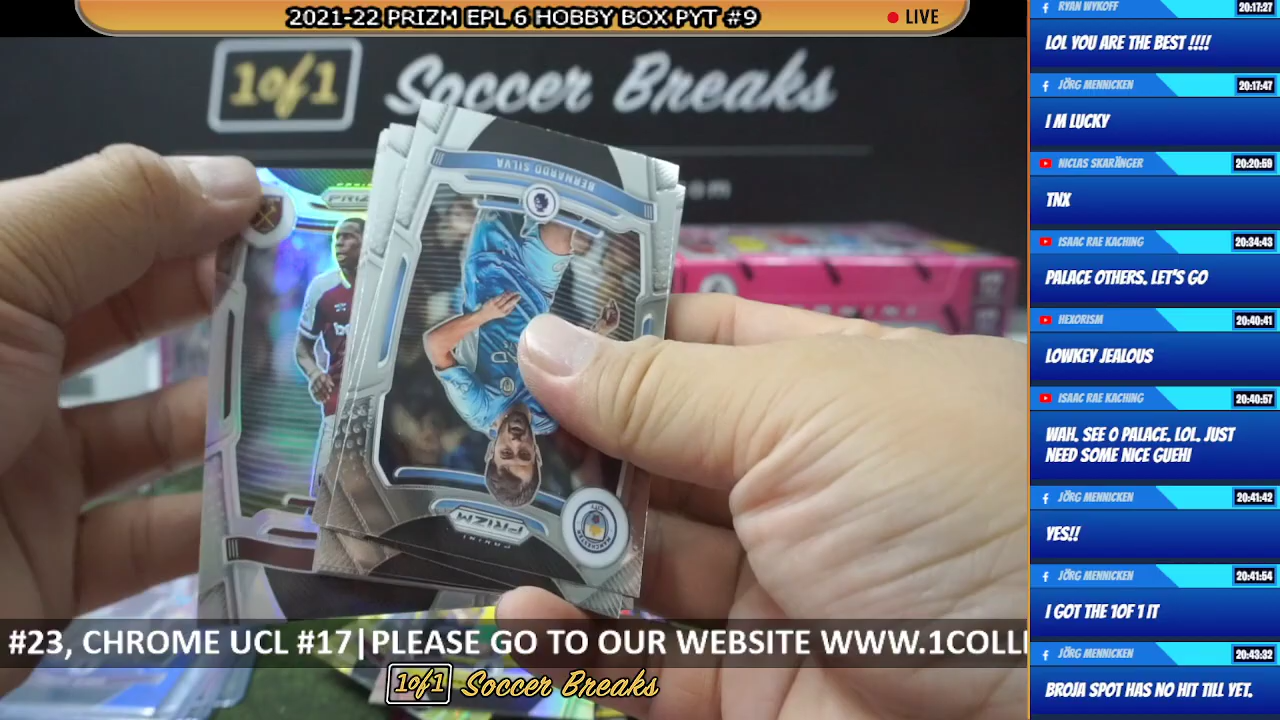 2021-22 PRIZM EPL 6 HOBBY BOX PYT #9
LIVE
1of1 Soccer Breaks
PRIZ
BERNARDO SILVA
PANINI
PRIZM
MANCHESTER
CITY
#23, CHROME UCL #17|PLEASE GO TO OUR WEBSITE WWW.1COLL
1of1 Soccer Breaks
RYAN WYKOFF 20:17:27
LOL YOU ARE THE BEST !!!!
JÖRG MENNICKEN 20:17:47
I M LUCKY
NICLAS SKARÄNGER 20:20:59
TNX
ISAAC RAE KACHING 20:34:43
PALACE OTHERS. LET'S GO
HEXORISM 20:40:41
LOWKEY JEALOUS
ISAAC RAE KACHING 20:40:57
WAH. SEE O PALACE. LOL. JUST
NEED SOME NICE GUEHI
JÖRG MENNICKEN 20:41:42
YES!!
JÖRG MENNICKEN 20:41:54
I GOT THE 1OF 1 IT
JÖRG MENNICKEN 20:43:32
BROJA SPOT HAS NO HIT TILL YET.